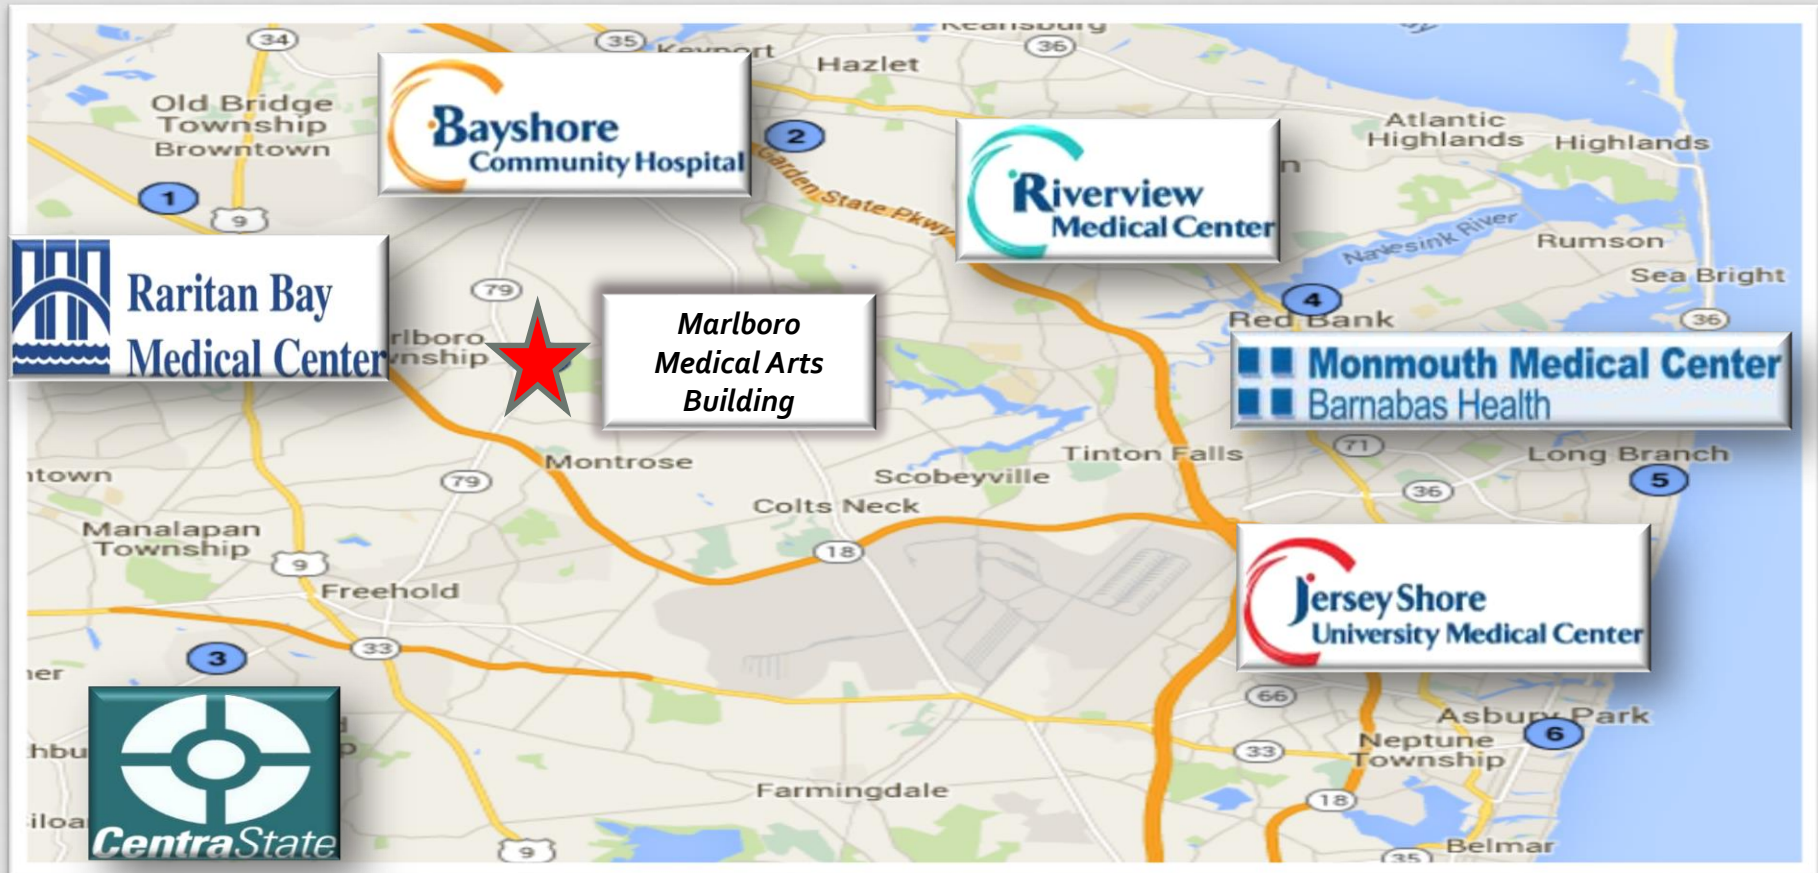 Keansburg
34
35
Keyport
36
Hazlet
Old Bridge
Township
Browntown
Bayshore
Community Hospital
2
Garden State Pkwy
Atlantic
Highlands
Highlands
1
9
Riverview
Medical Center
Navesink River
Rumson
Sea Bright
Raritan Bay
Medical Center
79
Marlboro
Medical Arts
Building
4
Red Bank
36
Monmouth Medical Center
Barnabas Health
71
Long Branch
5
36
Tinton Falls
Montrose
Scobeyville
79
Colts Neck
18
Manalapan
Township
9
Freehold
33
3
Jersey Shore
University Medical Center
66
Asbury Park
6
Neptune
Township
33
18
Farmingdale
Belmar
35
9
CentraState